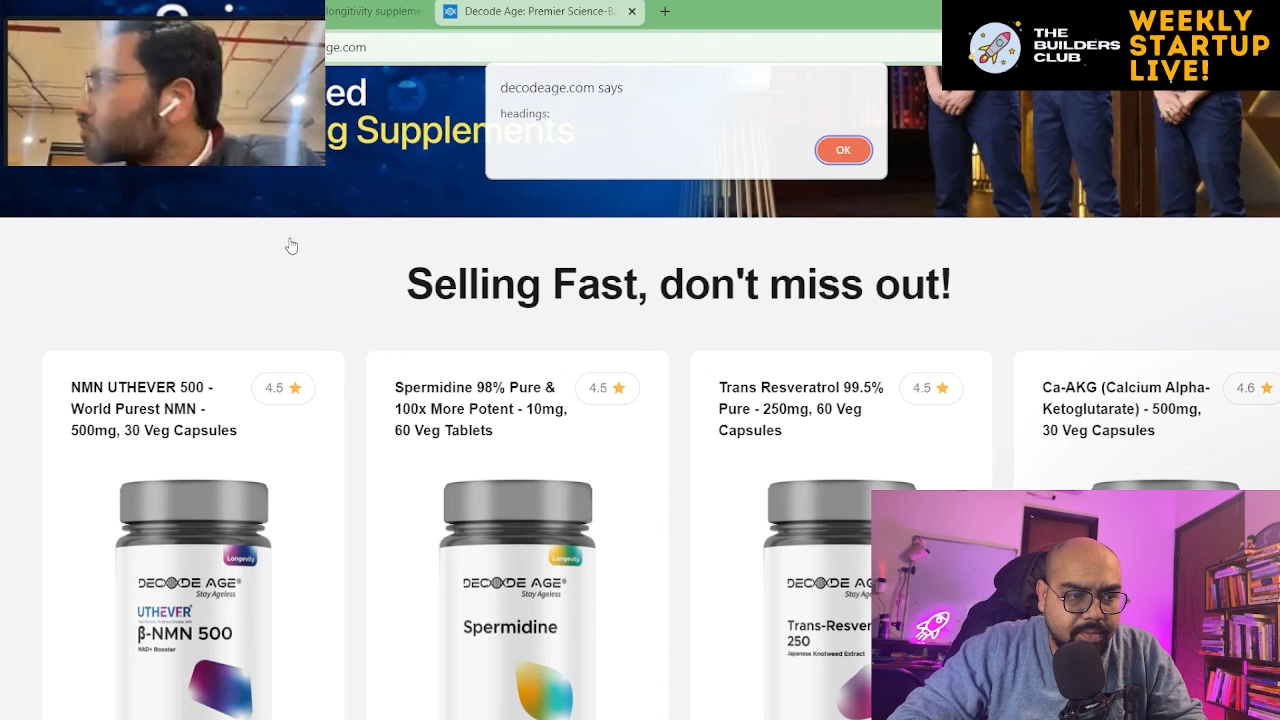 longitivity suppleme
Decode Age: Premier Science-Ba
age.com
THE
BUILDERS
CLUB
WEEKLY
STARTUP
LIVE!
decodeage.com says
headings:
OK
ed
g Supplements
Selling Fast, don't miss out!
NMN UTHEVER 500 -
World Purest NMN -
500mg, 30 Veg Capsules
4.5
Spermidine 98% Pure &
100x More Potent - 10mg,
60 Veg Tablets
4.5
Trans Resveratrol 99.5%
Pure - 250mg, 60 Veg
Capsules
4.5
Ca-AKG (Calcium Alpha-
Ketoglutarate) - 500mg,
30 Veg Capsules
4.6
Longevity
DECODE AGE®
Stay Ageless
UTHEVER®
β-NMN 500
NAD+ Booster
Longevity
DECODE AGE®
Stay Ageless
Spermidine
DECODE A
Trans-Resver
250
Japanese Knotweed Extract